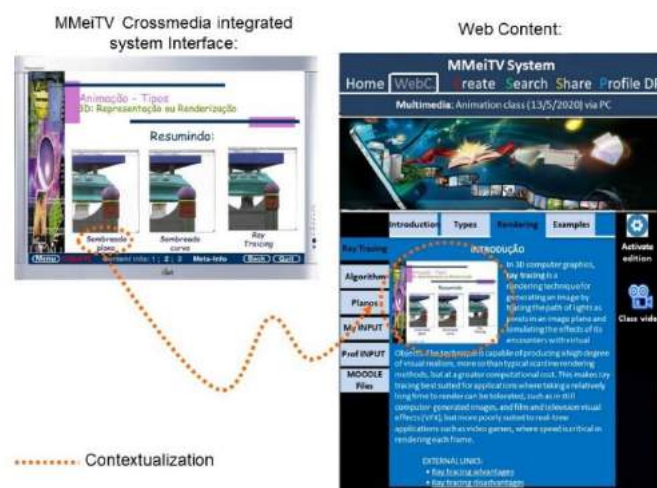 MMeiTV Crossmedia integrated
system Interface:
Animação - Tipos
3D: Representação ou Renderização
Resumindo:
Sombreado
plano
Sombreado
curvo
Ray
Tracing
Menu
Content info: 1 ; 2 ; 3
Meta-Info
Back
Quit
Web Content:
MMeiTV System
Home WebC. Create Search Share Profile DF
Multimedia: Animation class (13/5/2020) via PC
Introduction
Types
Rendering
Examples
Ray Tracing
Algorithm
Planos
My INPUT
Prof INPUT
MOODLE
Files
Activate
edition
Class video
INTRODUÇÃO
In 3D computer graphics,
Ray tracing is a
rendering technique for
generating an image by
tracing the path of light as
pixels in an image plane and
simulating the effects of its
encounters with virtual
Resumindo:
Objects. The technique is capable of producing a high degree
of visual realism, more so than typical scanline rendering
methods, but at a greater computational cost. This makes ray
tracing best suited for applications where taking a relatively
long time to render can be tolerated, such as in still
computer-generated images, and film and television visual
effects (VFX), but more poorly suited to real-time
applications such as video games, where speed is critical in
rendering each frame.
EXTERNAL LINKS:
• Ray tracing advantages
• Ray tracing disadvantages
Contextualization